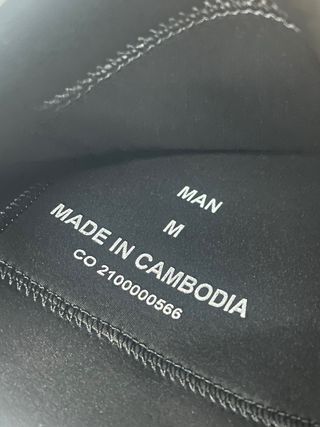 MAN
M
MADE IN CAMBODIA
CO 2100000566